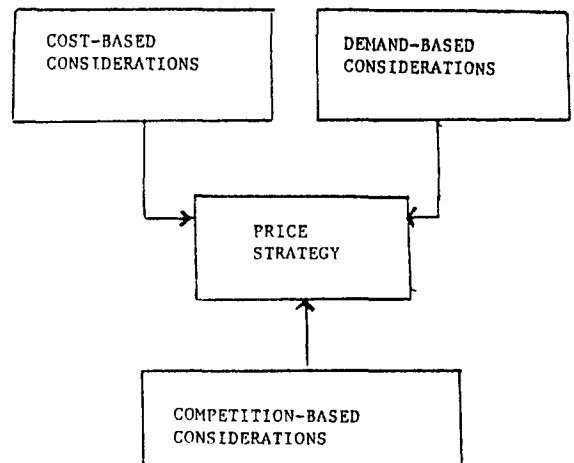 COST-BASED
CONSIDERATIONS
DEMAND-BASED
CONSIDERATIONS
PRICE
STRATEGY
COMPETITION-BASED
CONSIDERATIONS